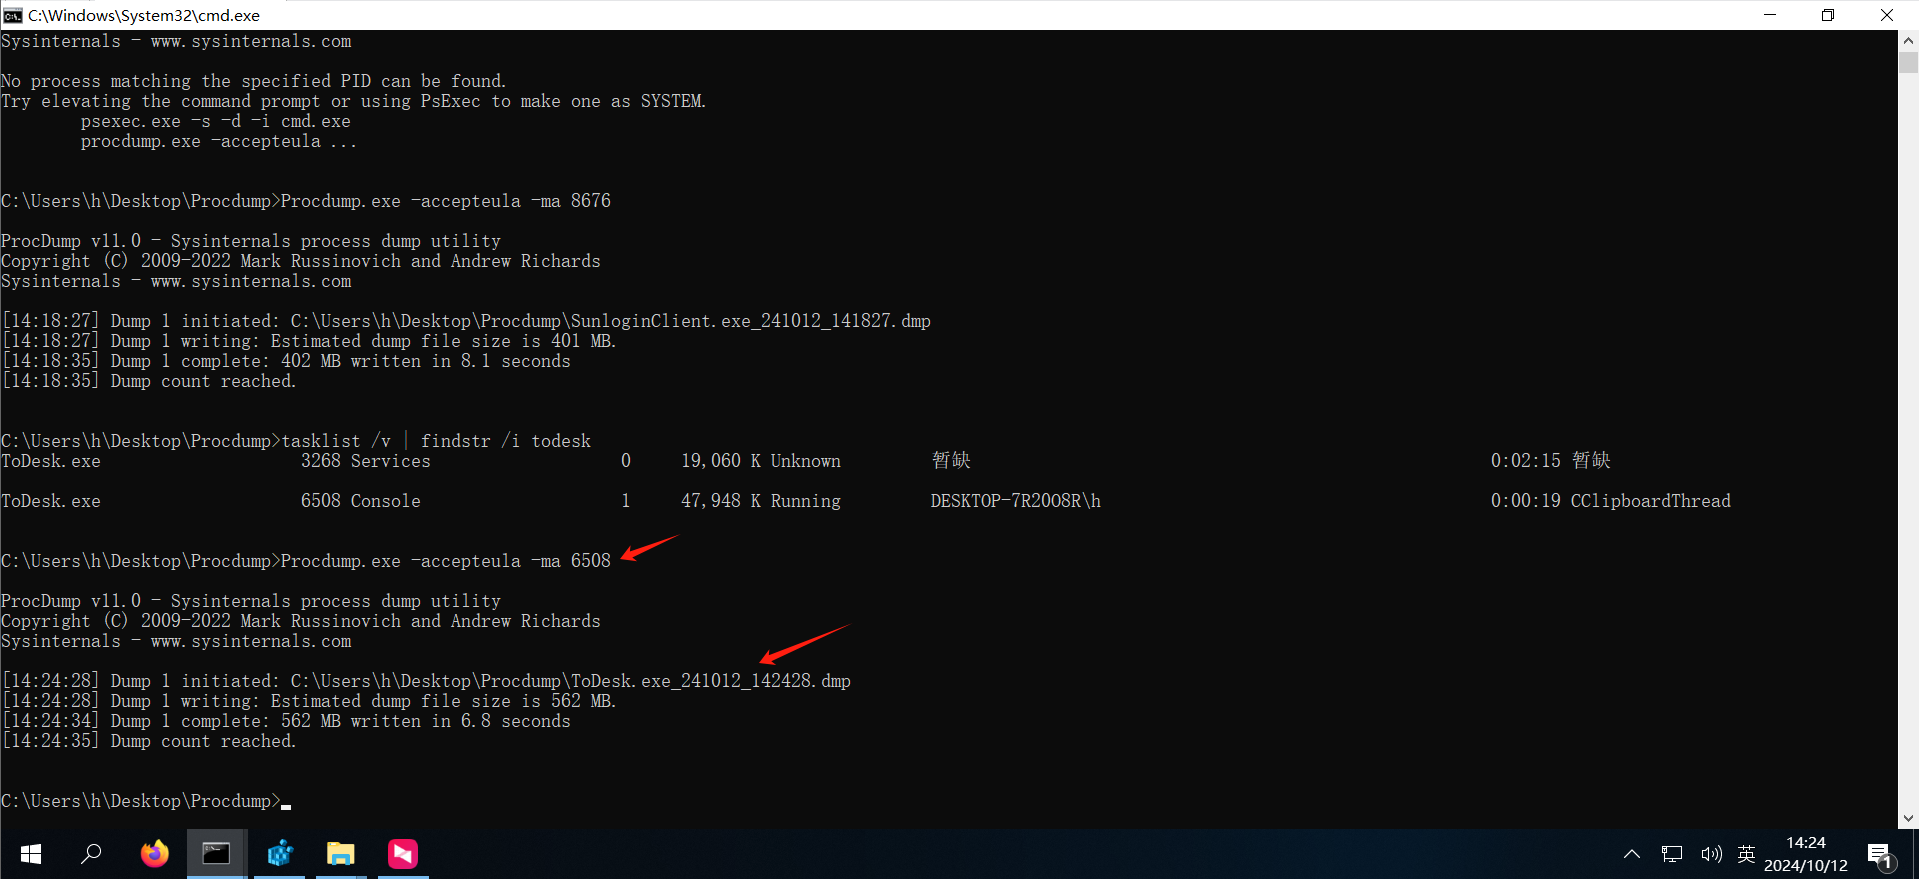 C:\Windows\System32\cmd.exe
Sysinternals - www.sysinternals.com
No process matching the specified PID can be found.
Try elevating the command prompt or using PsExec to make one as SYSTEM.
psexec.exe -s -d -i cmd.exe
procdump.exe -accepteula ...
C:\Users\h\Desktop\Procdump>Procdump.exe -accepteula -ma 8676
ProcDump v11.0 - Sysinternals process dump utility
Copyright (C) 2009-2022 Mark Russinovich and Andrew Richards
Sysinternals - www.sysinternals.com
[14:18:27] Dump 1 initiated: C:\Users\h\Desktop\Procdump\SunloginClient.exe_241012_141827.dmp
[14:18:27] Dump 1 writing: Estimated dump file size is 401 MB.
[14:18:35] Dump 1 complete: 402 MB written in 8.1 seconds
[14:18:35] Dump count reached.
C:\Users\h\Desktop\Procdump>tasklist /v | findstr /i todesk
ToDesk.exe 3268 Services 0 19,060 K Unknown 暂缺 0:02:15 暂缺
ToDesk.exe 6508 Console 1 47,948 K Running DESKTOP-7R2008R\h 0:00:19 CClipboardThread
C:\Users\h\Desktop\Procdump>Procdump.exe -accepteula -ma 6508
ProcDump v11.0 - Sysinternals process dump utility
Copyright (C) 2009-2022 Mark Russinovich and Andrew Richards
Sysinternals - www.sysinternals.com
[14:24:28] Dump 1 initiated: C:\Users\h\Desktop\Procdump\ToDesk.exe_241012_142428.dmp
[14:24:28] Dump 1 writing: Estimated dump file size is 562 MB.
[14:24:34] Dump 1 complete: 562 MB written in 6.8 seconds
[14:24:35] Dump count reached.
C:\Users\h\Desktop\Procdump>
英
14:24
2024/10/12
1